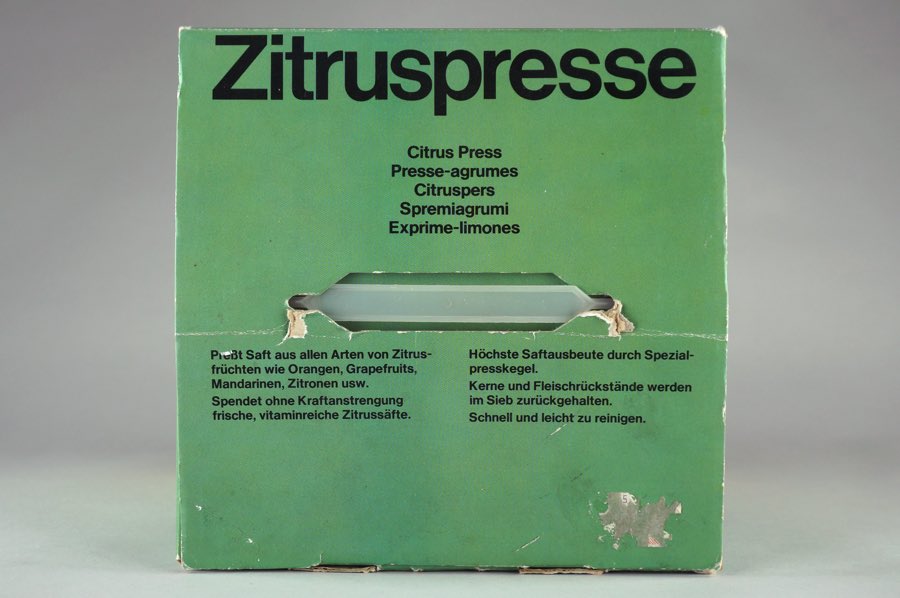 Zitruspresse
Citrus Press
Presse-agrumes
Citruspers
Spremiagrumi
Exprime-limones
Preßt Saft aus allen Arten von Zitrus-
früchten wie Orangen, Grapefruits,
Mandarinen, Zitronen usw.
Spendet ohne Kraftanstrengung
frische, vitaminreiche Zitrussäfte.
Höchste Saftausbeute durch Spezial-
presskegel.
Kerne und Fleischrückstände werden
im Sieb zurückgehalten.
Schnell und leicht zu reinigen.